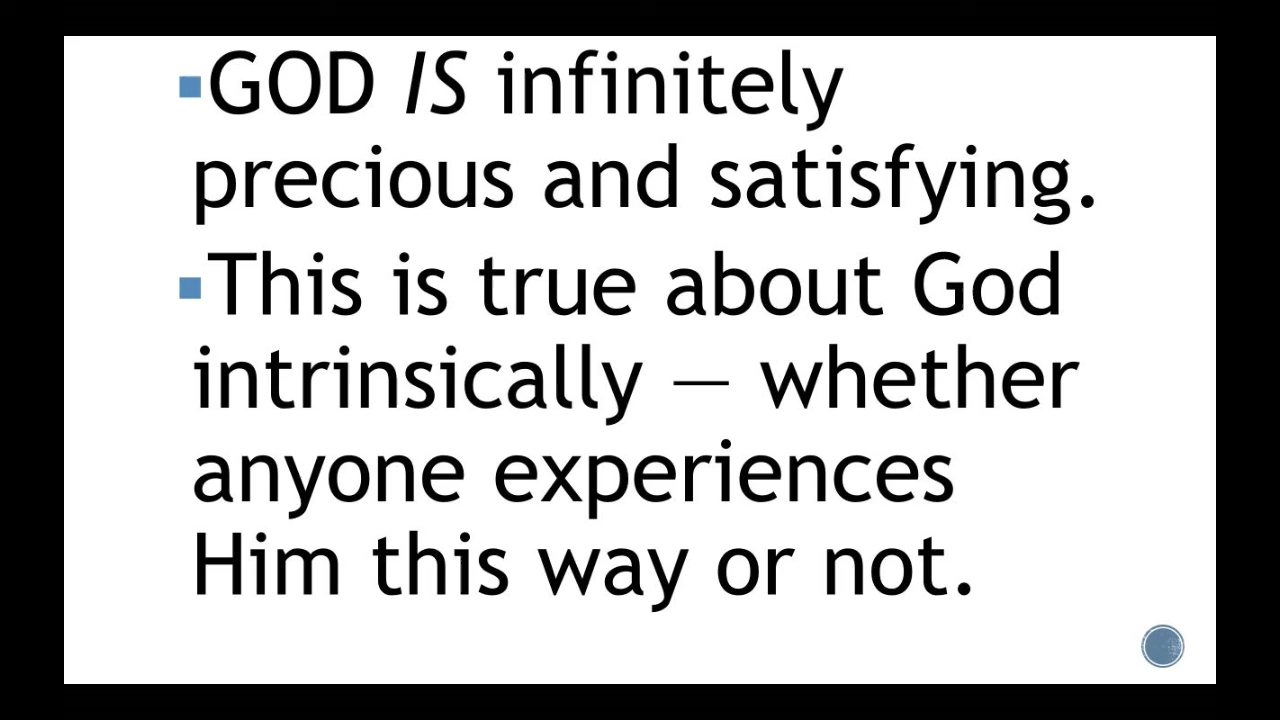 ▪GOD IS infinitely
precious and satisfying.
▪This is true about God
intrinsically — whether
anyone experiences
Him this way or not.